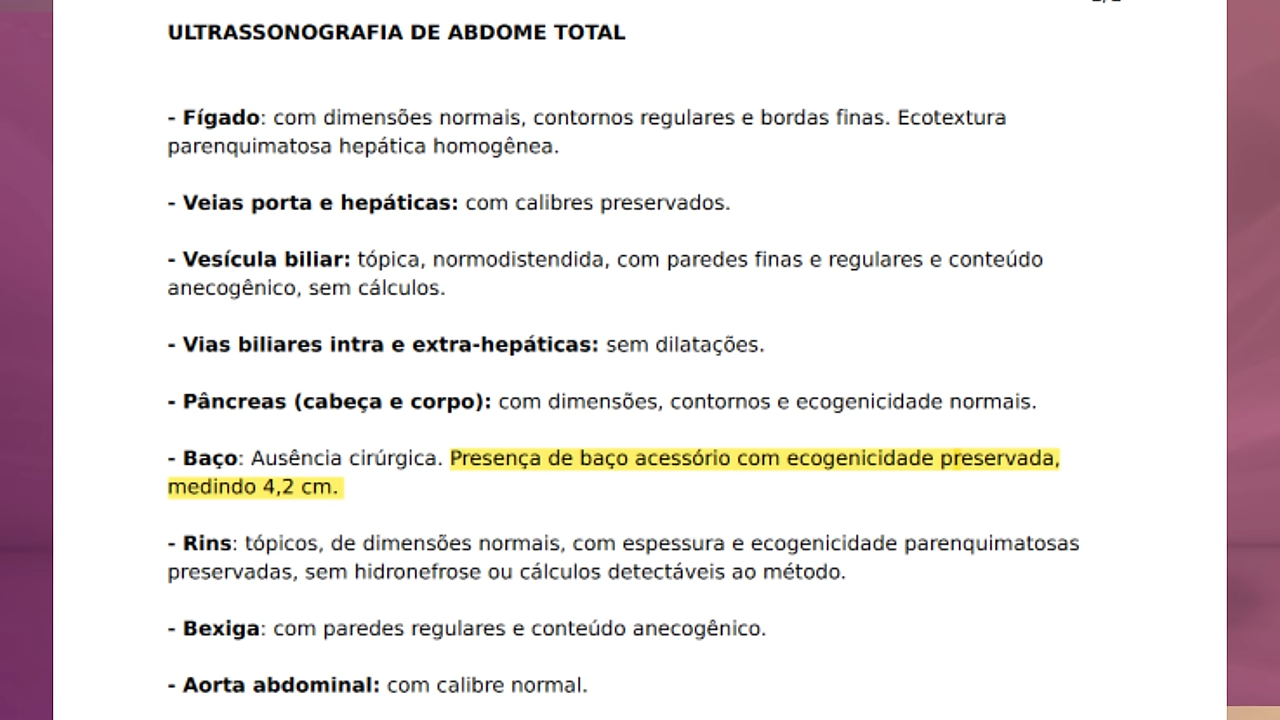 ULTRASSONOGRAFIA DE ABDOME TOTAL
- Fígado: com dimensões normais, contornos regulares e bordas finas. Ecotextura
parenquimatosa hepática homogênea.
- Veias porta e hepáticas: com calibres preservados.
- Vesícula biliar: tópica, normodistendida, com paredes finas e regulares e conteúdo
anecogênico, sem cálculos.
- Vias biliares intra e extra-hepáticas: sem dilatações.
- Pâncreas (cabeça e corpo): com dimensões, contornos e ecogenicidade normais.
- Baço: Ausência cirúrgica. Presença de baço acessório com ecogenicidade preservada,
medindo 4,2 cm.
- Rins: tópicos, de dimensões normais, com espessura e ecogenicidade parenquimatosas
preservadas, sem hidronefrose ou cálculos detectáveis ao método.
- Bexiga: com paredes regulares e conteúdo anecogênico.
- Aorta abdominal: com calibre normal.